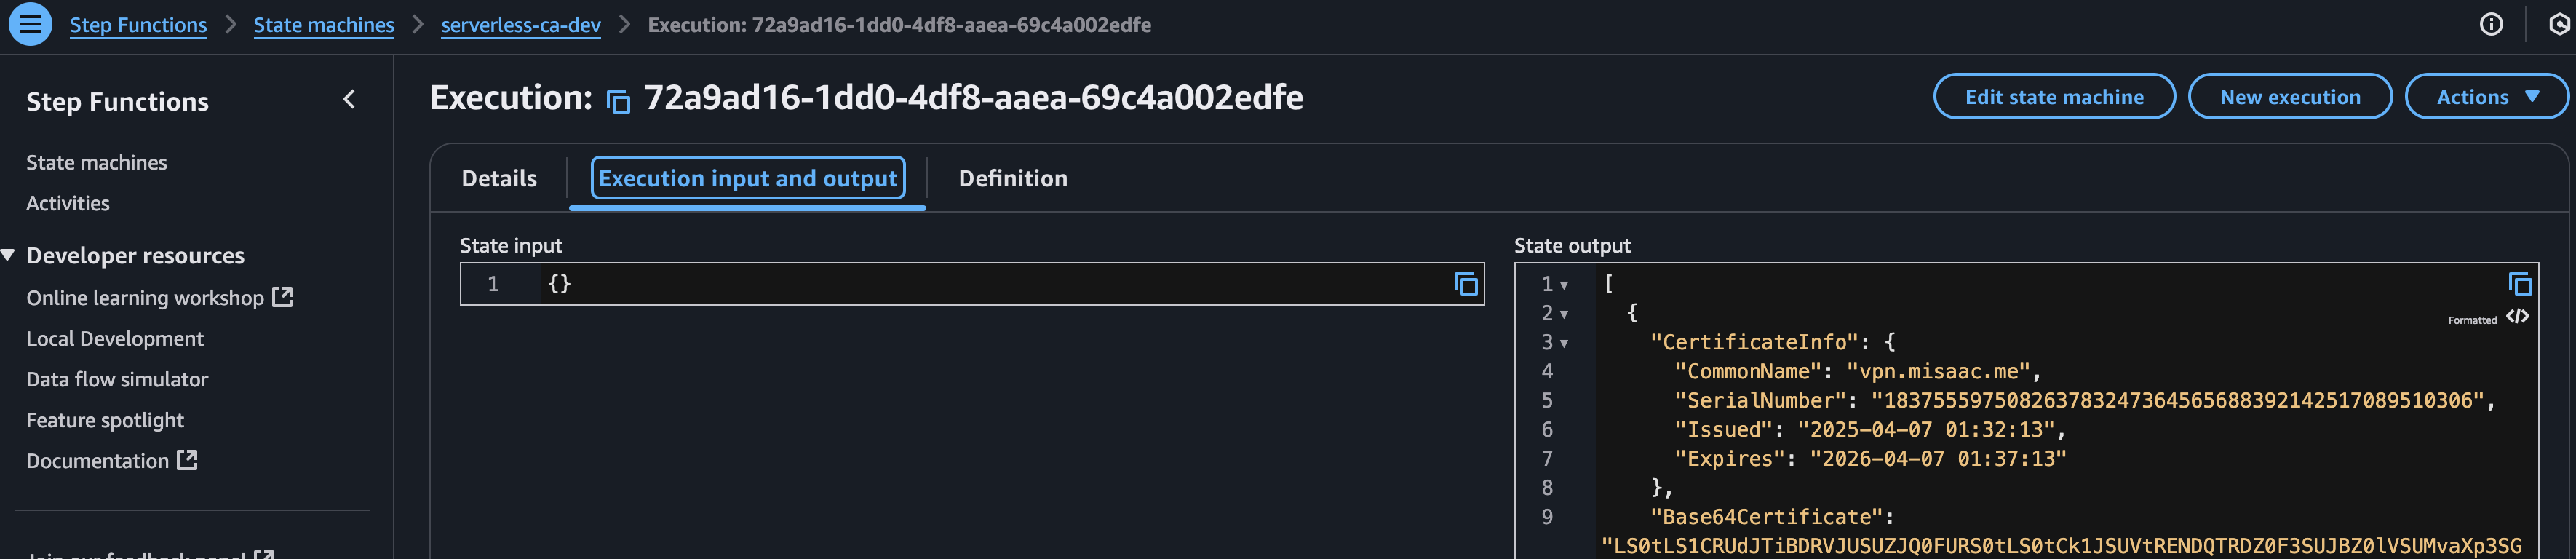 Step Functions > State machines > serverless-ca-dev > Execution: 72a9ad16-1dd0-4df8-aaea-69c4a002edfe
Step Functions
State machines
Activities
Developer resources
Online learning workshop
Local Development
Data flow simulator
Feature spotlight
Documentation
Join our feedback panel
Execution: 72a9ad16-1dd0-4df8-aaea-69c4a002edfe
Edit state machine
New execution
Actions
Details
Execution input and output
Definition
State input
1 {}
State output
Formatted
1 [
2 {
3 "CertificateInfo": {
4 "CommonName": "vpn.misaac.me",
5 "SerialNumber": "183755597508263783247364565688392142517089510306",
6 "Issued": "2025-04-07 01:32:13",
7 "Expires": "2026-04-07 01:37:13"
8 },
9 "Base64Certificate":
"LS0tLS1CRUdJTiBDRVJUSUZJQ0FURS0tLS0tCk1JSUVtRENDQTRDZ0F3SUJBZ0lVSUMvaXp3SG